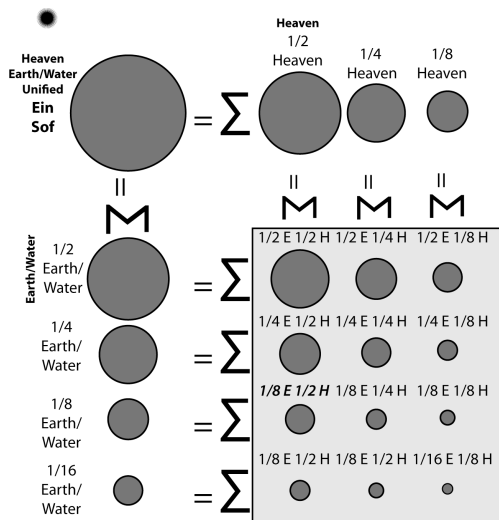 Heaven
1/2
Heaven
1/4
Heaven
1/8
Heaven
Heaven
Earth/Water
Unified
Ein
Sof
= Σ
= Σ
= Σ
= Σ
= Σ
Earth/Water
1/2
Earth/
Water
= Σ
1/2 E 1/2 H 1/2 E 1/4 H 1/2 E 1/8 H
1/4
Earth/
Water
= Σ
1/4 E 1/2 H 1/4 E 1/4 H 1/4 E 1/8 H
1/8
Earth/
Water
= Σ
1/8 E 1/2 H 1/8 E 1/4 H 1/8 E 1/8 H
1/16
Earth/
Water
= Σ
1/8 E 1/2 H 1/8 E 1/2 H 1/16 E 1/8 H